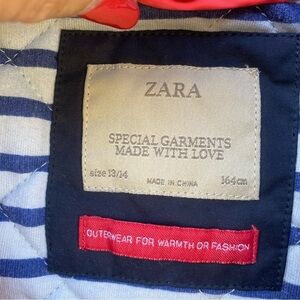 ZARA
SPECIAL GARMENTS
MADE WITH LOVE
size 13/14 MADE IN CHINA 164cm
OUTERWEAR FOR WARMTH OR FASHION